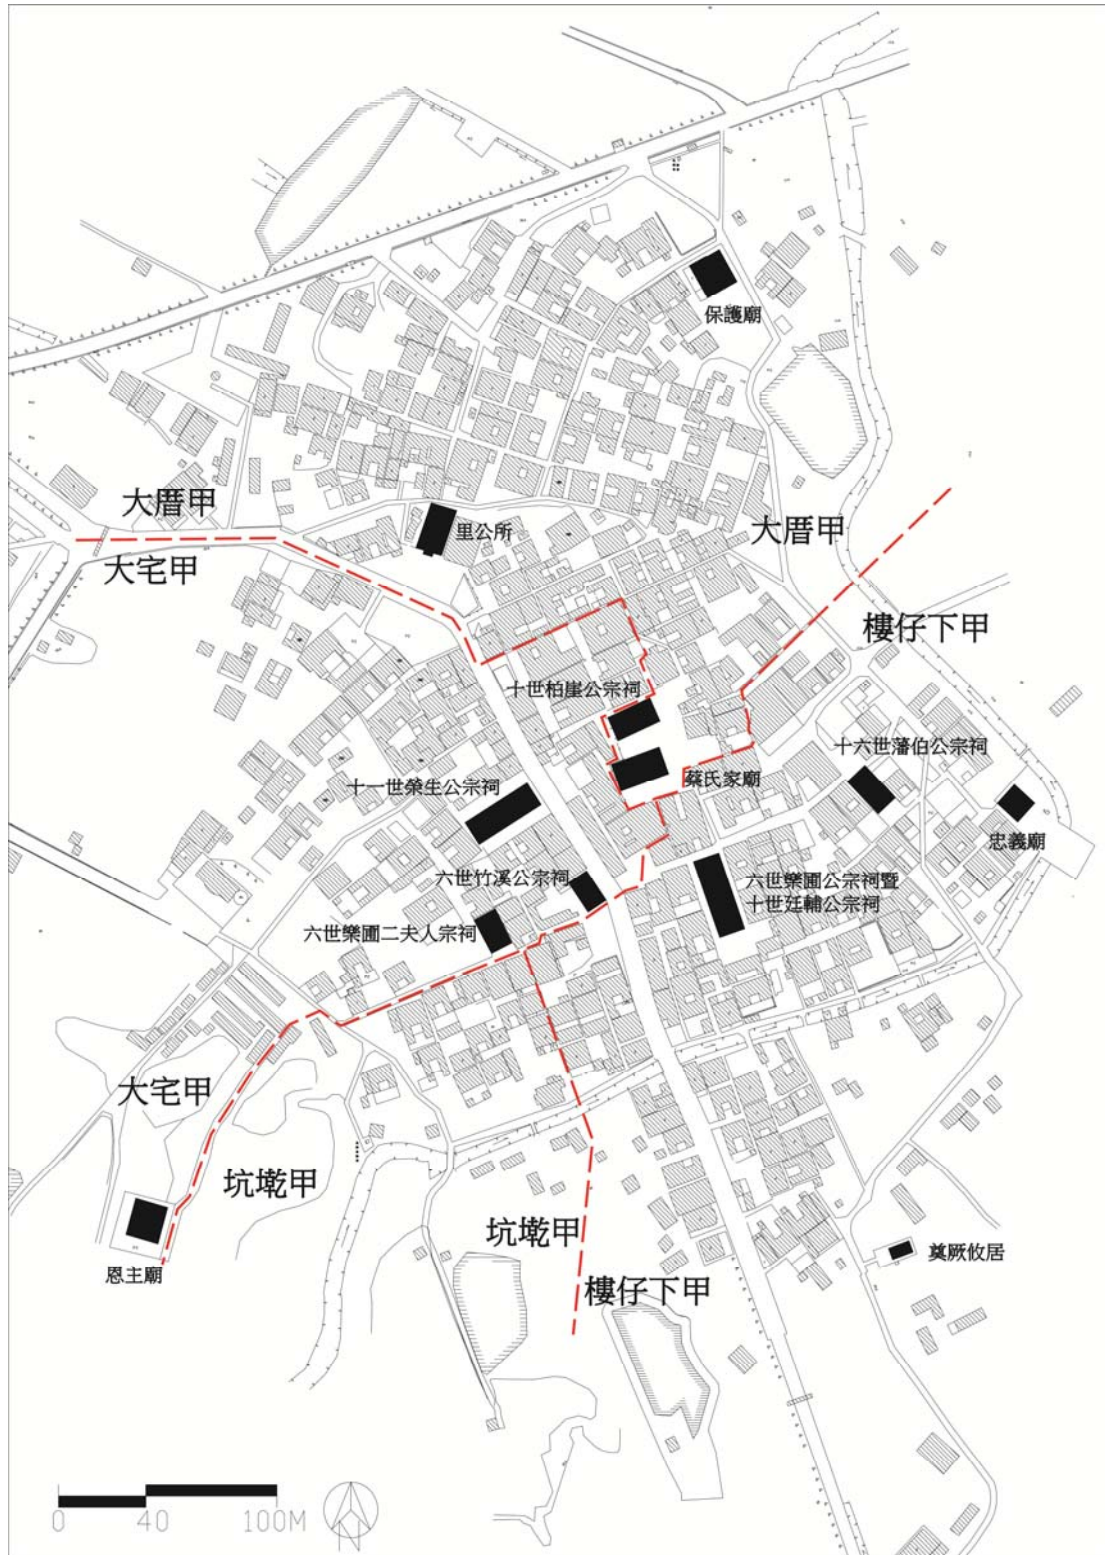 保護廟
大厝甲
大宅甲
里公所
大厝甲
樓仔下甲
十世柏崖公宗祠
十六世藩伯公宗祠
蔡氏家廟
十一世榮生公宗祠
忠義廟
六世竹溪公宗祠
六世樂圃公宗祠暨
十世廷輔公宗祠
六世樂圃二夫人宗祠
大宅甲
坑墘甲
坑墘甲
奠厥攸居
恩主廟
樓仔下甲
0 40 100M
N